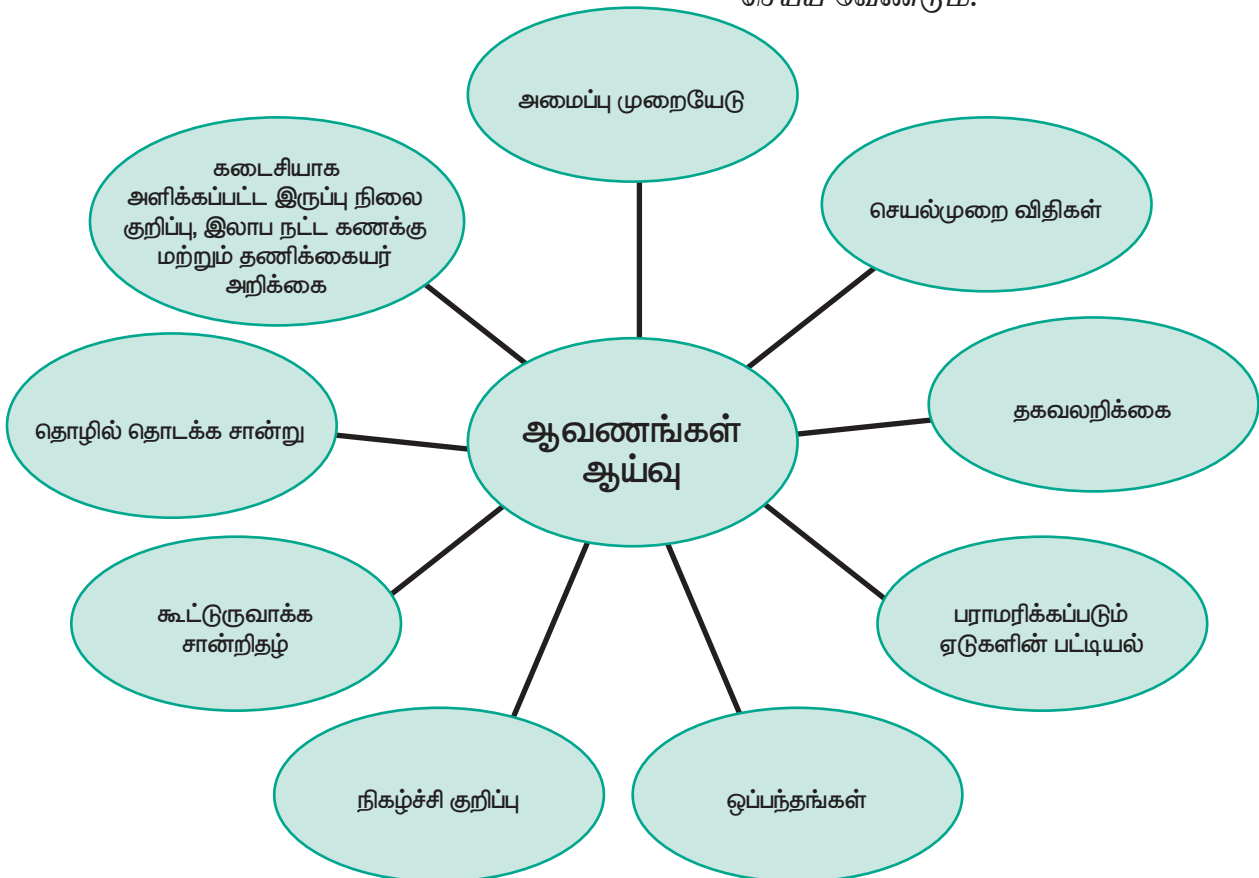 செய்ய வேண்டும்.
அமைப்பு முறையேடு
கடைசியாக
அளிக்கப்பட்ட இருப்பு நிலை
குறிப்பு, இலாப நட்ட கணக்கு
மற்றும் தணிக்கையர்
அறிக்கை
செயல்முறை விதிகள்
தொழில் தொடக்க சான்று
ஆவணங்கள்
ஆய்வு
தகவலறிக்கை
கூட்டுருவாக்க
சான்றிதழ்
பராமரிக்கப்படும்
ஏடுகளின் பட்டியல்
நிகழ்ச்சி குறிப்பு
ஒப்பந்தங்கள்